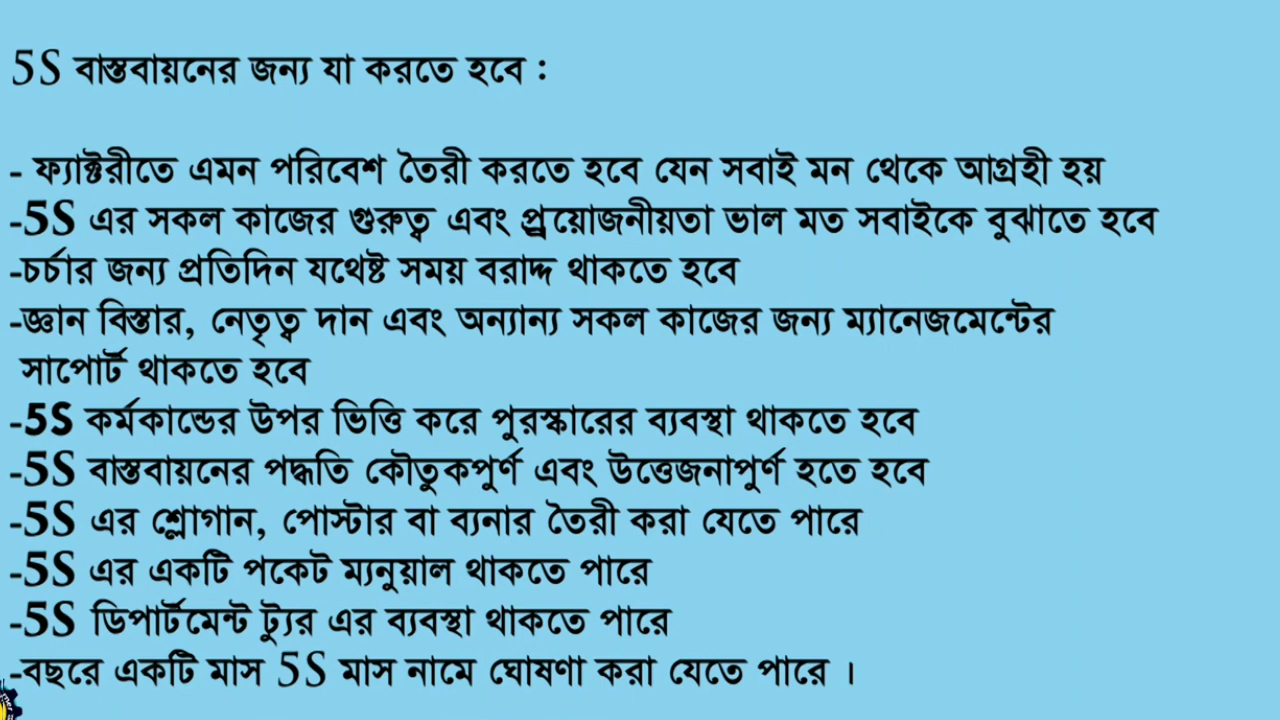 5S বাস্তবায়নের জন্য যা করতে হবে :
- ফ্যাক্টরীতে এমন পরিবেশ তৈরী করতে হবে যেন সবাই মন থেকে আগ্রহী হয়
-5S এর সকল কাজের গুরুত্ব এবং প্র্রয়োজনীয়তা ভাল মত সবাইকে বুঝাতে হবে
-চর্চার জন্য প্রতিদিন যথেষ্ট সময় বরাদ্দ থাকতে হবে
-জ্ঞান বিস্তার, নেতৃত্ব দান এবং অন্যান্য সকল কাজের জন্য ম্যানেজমেন্টের
সাপোর্ট থাকতে হবে
-5S কর্মকান্ডের উপর ভিত্তি করে পুরস্কারের ব্যবস্থা থাকতে হবে
-5S বাস্তবায়নের পদ্ধতি কৌতুকপুর্ণ এবং উত্তেজনাপুর্ণ হতে হবে
-5S এর শ্লোগান, পোস্টার বা ব্যনার তৈরী করা যেতে পারে
-5S এর একটি পকেট ম্যনুয়াল থাকতে পারে
-5S ডিপার্টমেন্ট ট্যুর এর ব্যবস্থা থাকতে পারে
-বছরে একটি মাস 5S মাস নামে ঘোষণা করা যেতে পারে ।